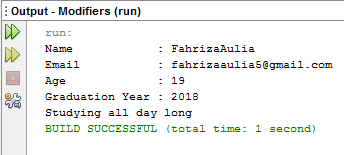 Output - Modifiers (run)
run:
Name : FahrizaAulia
Email : fahrizaaulia5@gmail.com
Age : 19
Graduation Year : 2018
Studying all day long
BUILD SUCCESSFUL (total time: 1 second)